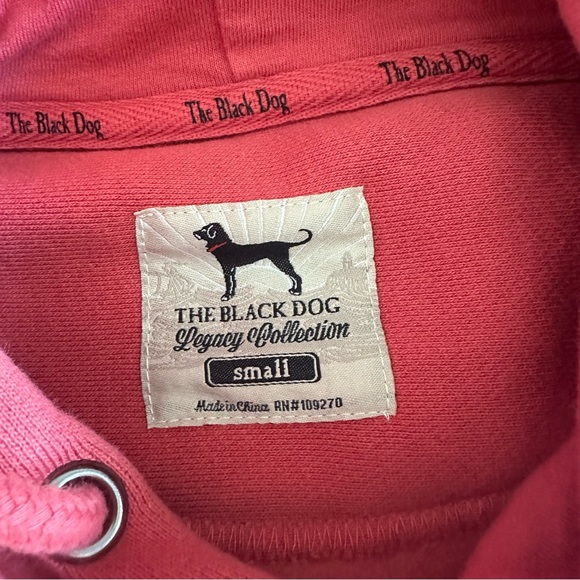 The Black Dog The Black Dog The Black Dog
THE BLACK DOG
Legacy Collection
small
Made in China RN#109270